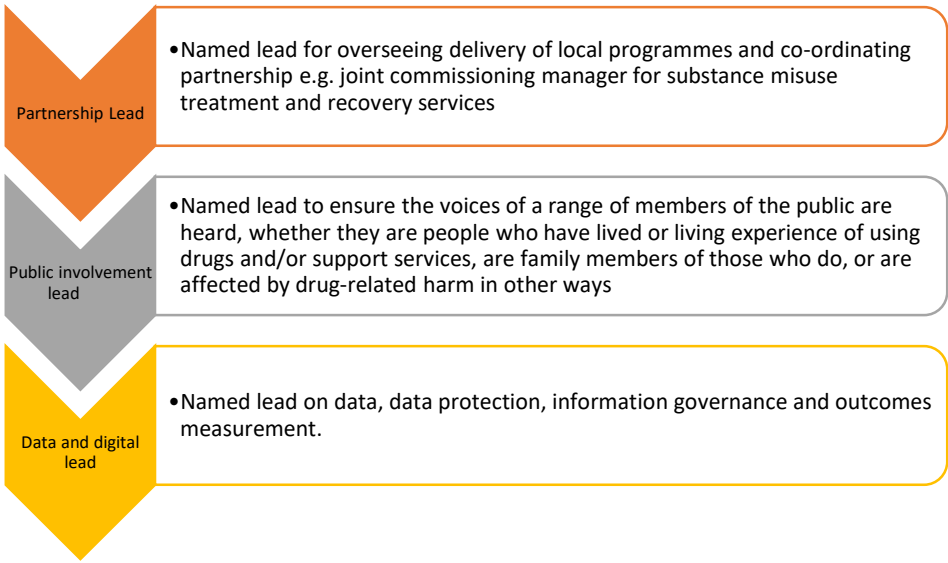 Partnership Lead
•Named lead for overseeing delivery of local programmes and co-ordinating
partnership e.g. joint commissioning manager for substance misuse
treatment and recovery services
Public involvement
lead
•Named lead to ensure the voices of a range of members of the public are
heard, whether they are people who have lived or living experience of using
drugs and/or support services, are family members of those who do, or are
affected by drug-related harm in other ways
Data and digital
lead
•Named lead on data, data protection, information governance and outcomes
measurement.